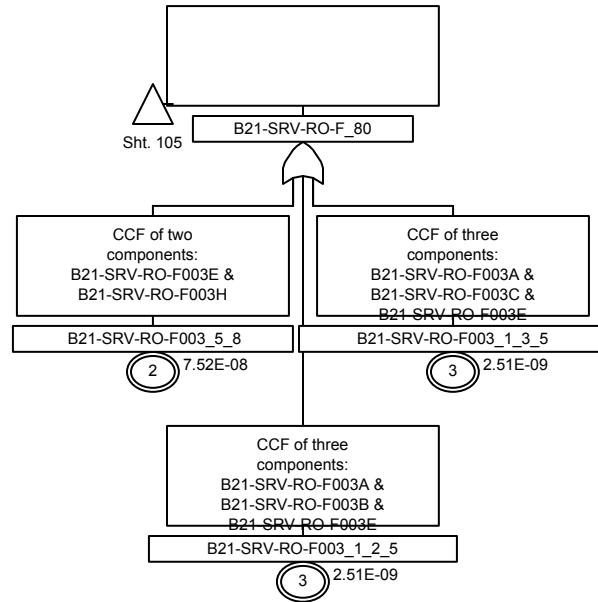 Sht. 105
B21-SRV-RO-F_80
CCF of two
components:
B21-SRV-RO-F003E &
B21-SRV-RO-F003H
B21-SRV-RO-F003_5_8
2
7.52E-08
CCF of three
components:
B21-SRV-RO-F003A &
B21-SRV-RO-F003C &
B21-SRV-RO-F003E
B21-SRV-RO-F003_1_3_5
3
2.51E-09
CCF of three
components:
B21-SRV-RO-F003A &
B21-SRV-RO-F003B &
B21-SRV-RO-F003E
B21-SRV-RO-F003_1_2_5
3
2.51E-09